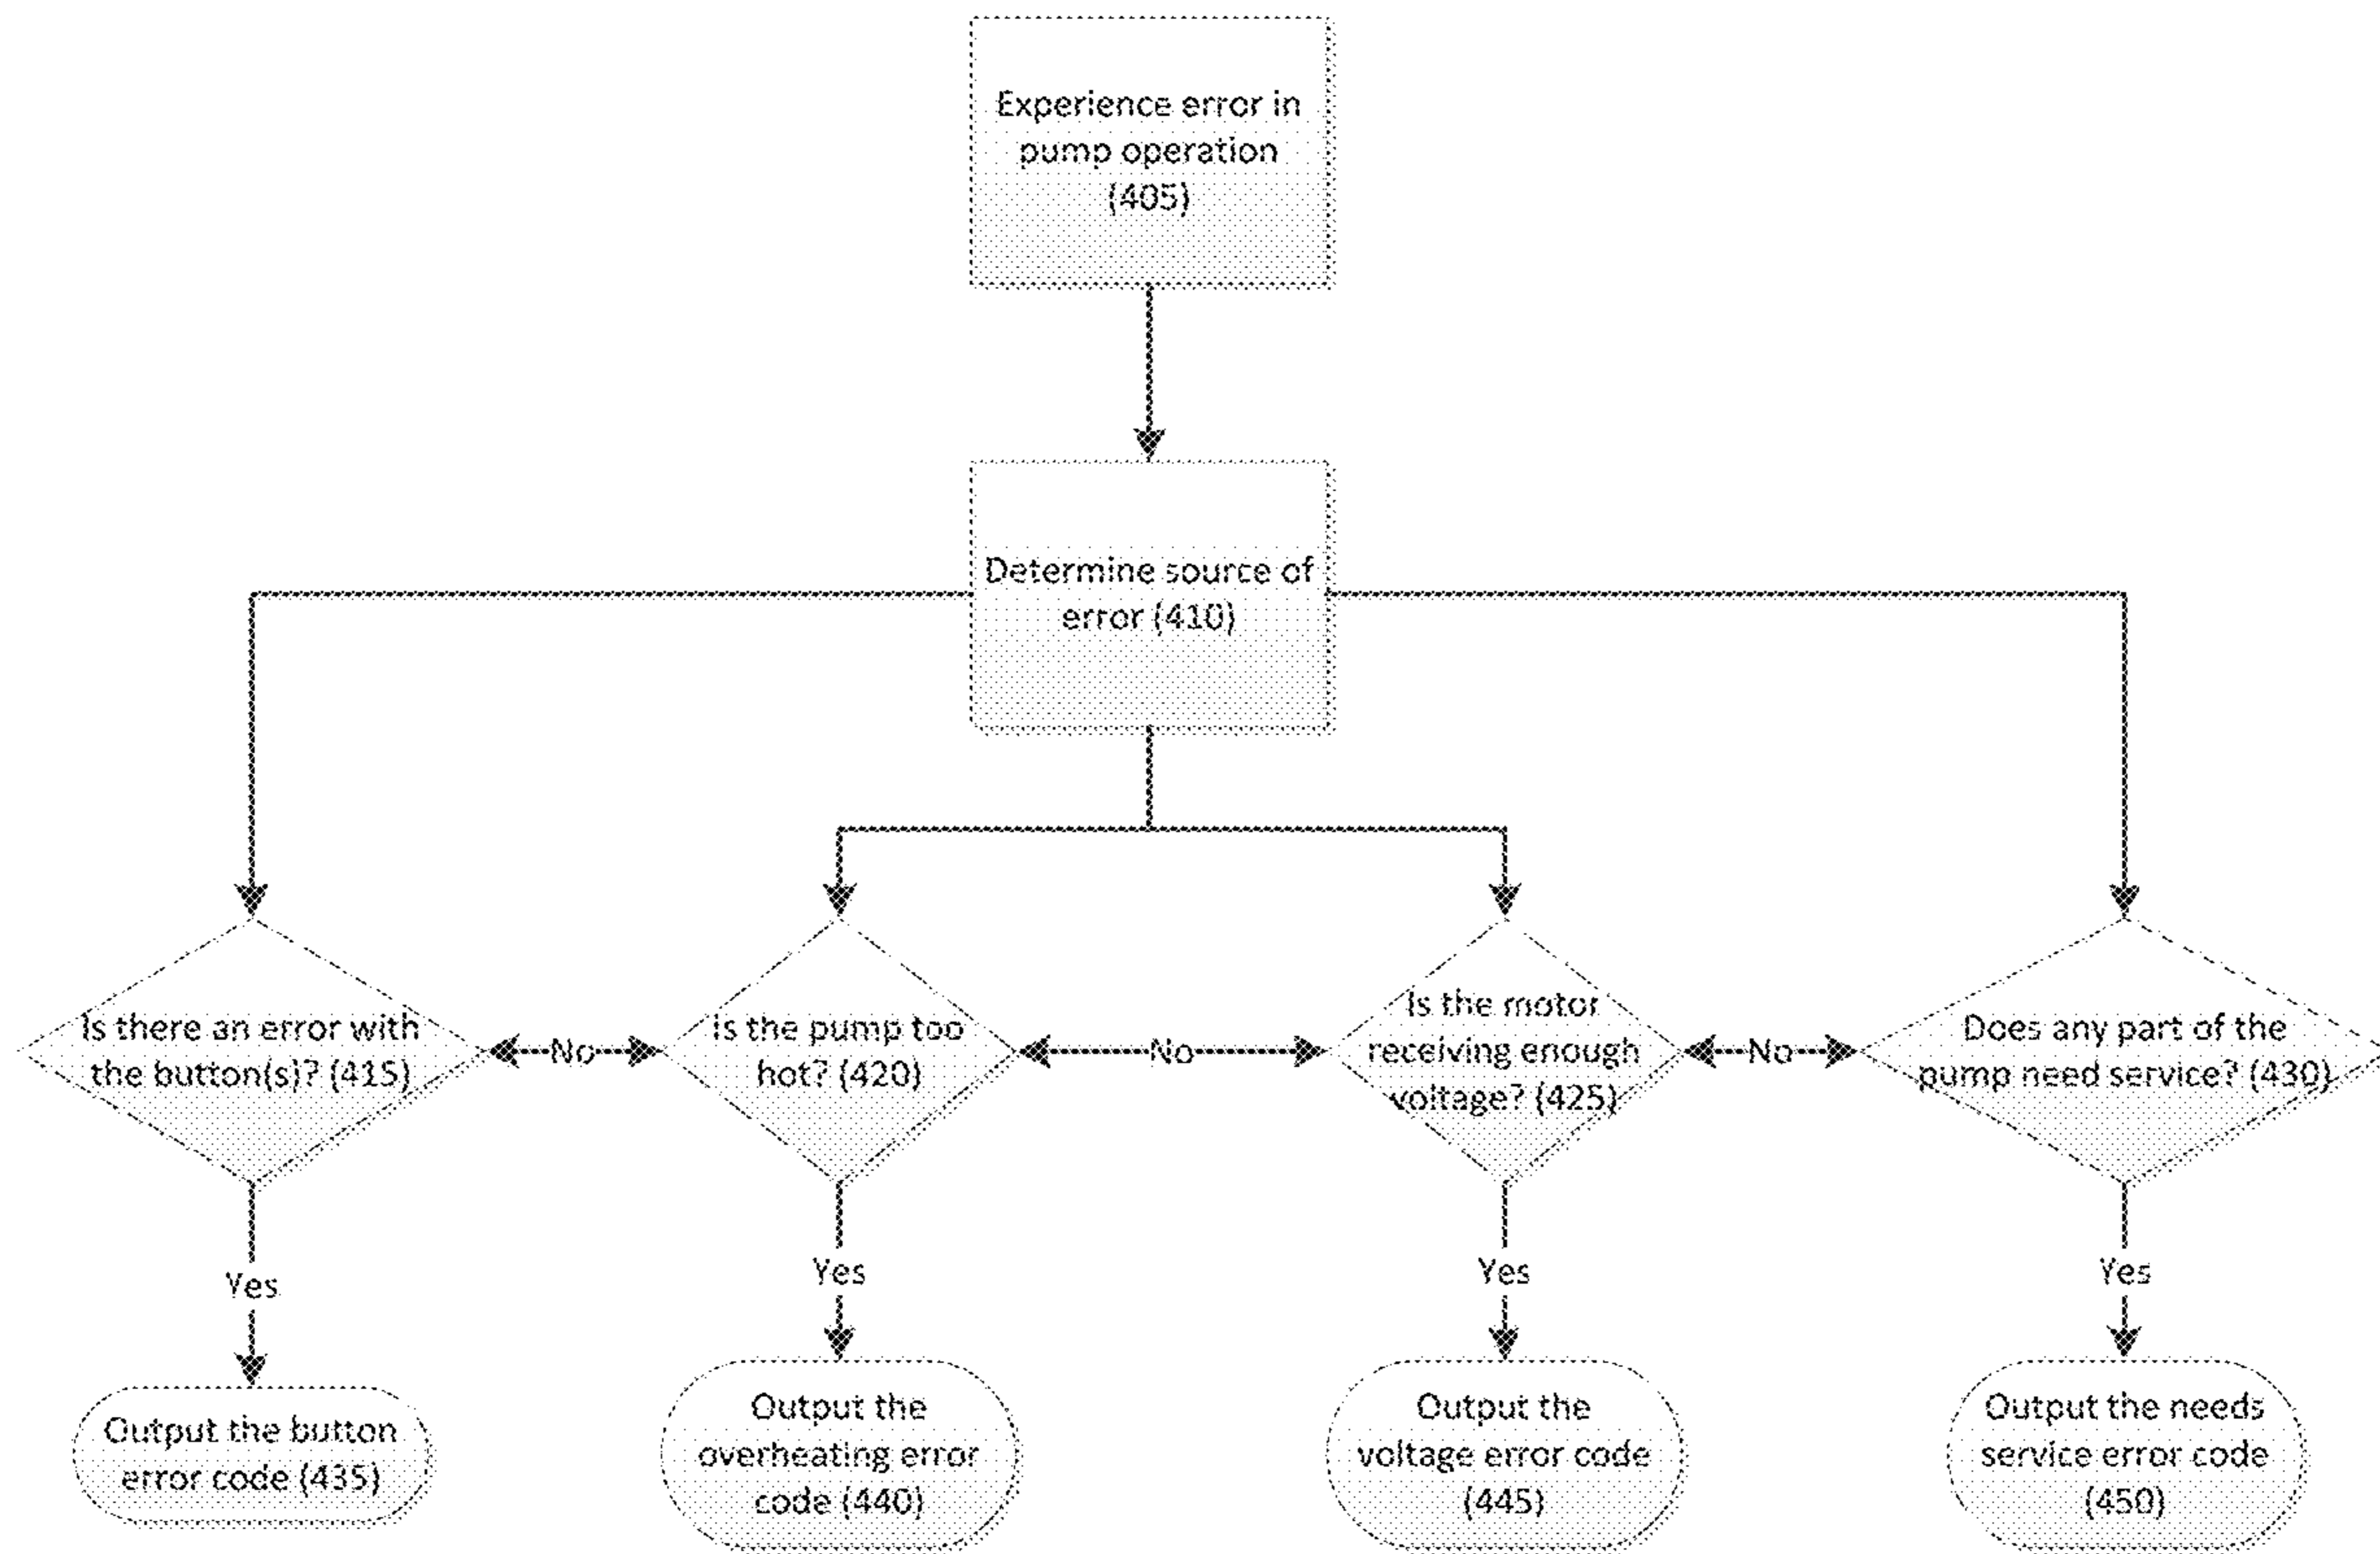 Experience error in
pump operation
(405)
Determine source of
error (410)
Is there an error with
the button(s)? (415)
No
Is the pump too
hot? (420)
No
Is the motor
receiving enough
voltage? (425)
No
Does any part of the
pump need service? (430)
Yes
Yes
Yes
Yes
Output the button
error code (435)
Output the
overheating error
code (440)
Output the
voltage error code
(445)
Output the needs
service error code
(450)